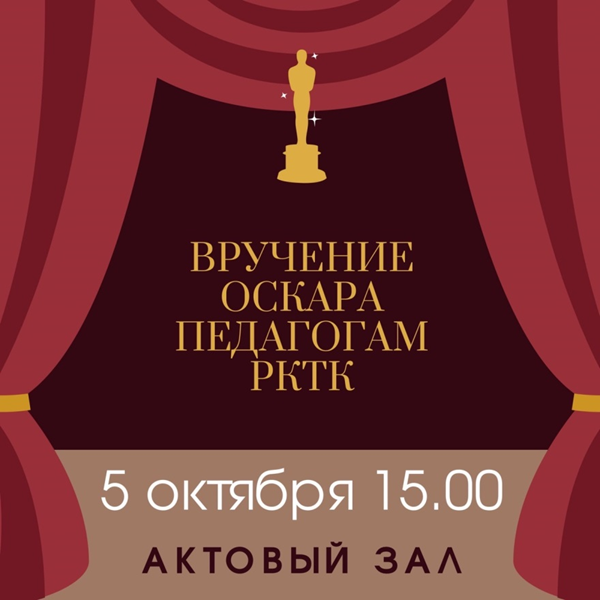 ВРУЧЕНИЕ
ОСКАРА
ПЕДАГОГАМ
РКТК
5 октября 15.00
АКТОВЫЙ ЗАЛ